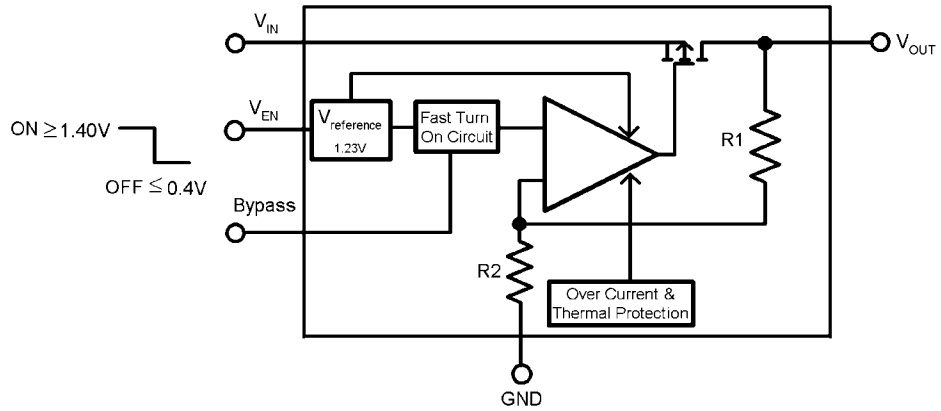 VIN
VOUT
VEN
Vreference
1.23V
Fast Turn
On Circuit
ON ≥1.40V
OFF ≤ 0.4V
R1
Bypass
R2
Over Current &
Thermal Protection
GND